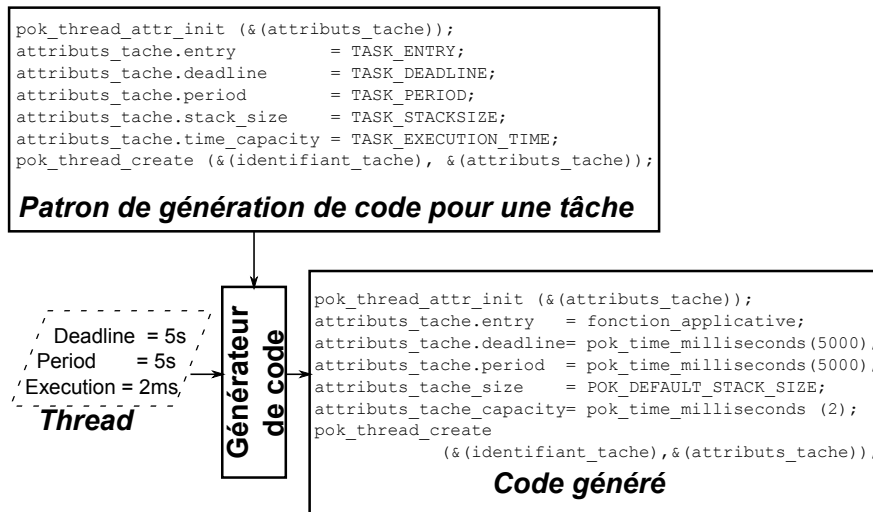 pok_thread_attr_init (&(attributs_tache));
attributs_tache.entry = TASK_ENTRY;
attributs_tache.deadline = TASK_DEADLINE;
attributs_tache.period = TASK_PERIOD;
attributs_tache.stack_size = TASK_STACKSIZE;
attributs_tache.time_capacity = TASK_EXECUTION_TIME;
pok_thread_create (&(identifiant_tache), &(attributs_tache));
Patron de génération de code pour une tâche
Deadline = 5s
Period = 5s
Execution = 2ms
Thread
Générateur
de code
pok_thread_attr_init (&(attributs_tache));
attributs_tache.entry = fonction_applicative;
attributs_tache.deadline= pok_time_milliseconds(5000),
attributs_tache.period = pok_time_milliseconds(5000),
attributs_tache_size = POK_DEFAULT_STACK_SIZE;
attributs_tache_capacity= pok_time_milliseconds (2);
pok_thread_create
(&(identifiant_tache),&(attributs_tache)),
Code généré